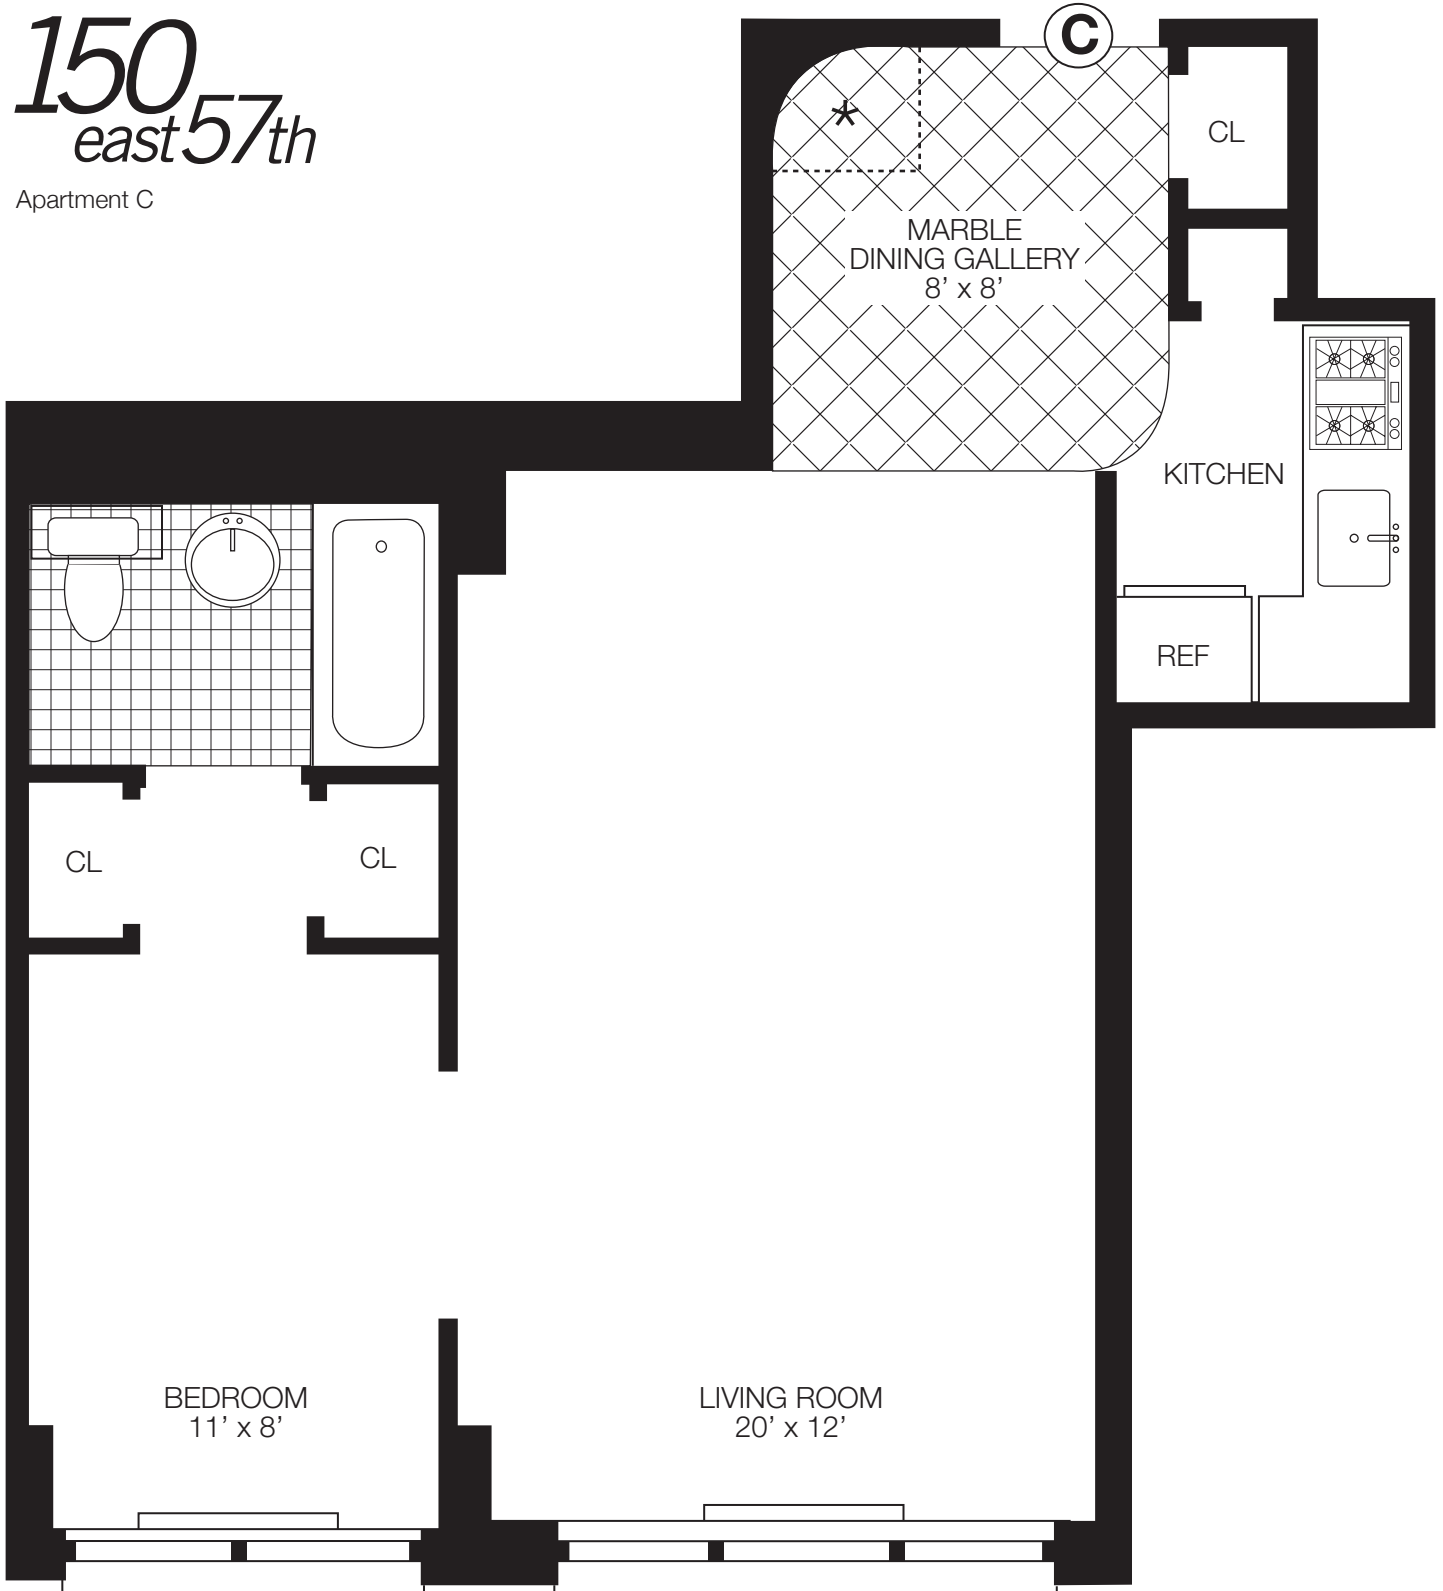 150
east 57th
Apartment C
C
*
CL
MARBLE
DINING GALLERY
8’ x 8’
KITCHEN
REF
CL
CL
BEDROOM
11’ x 8’
LIVING ROOM
20’ x 12’